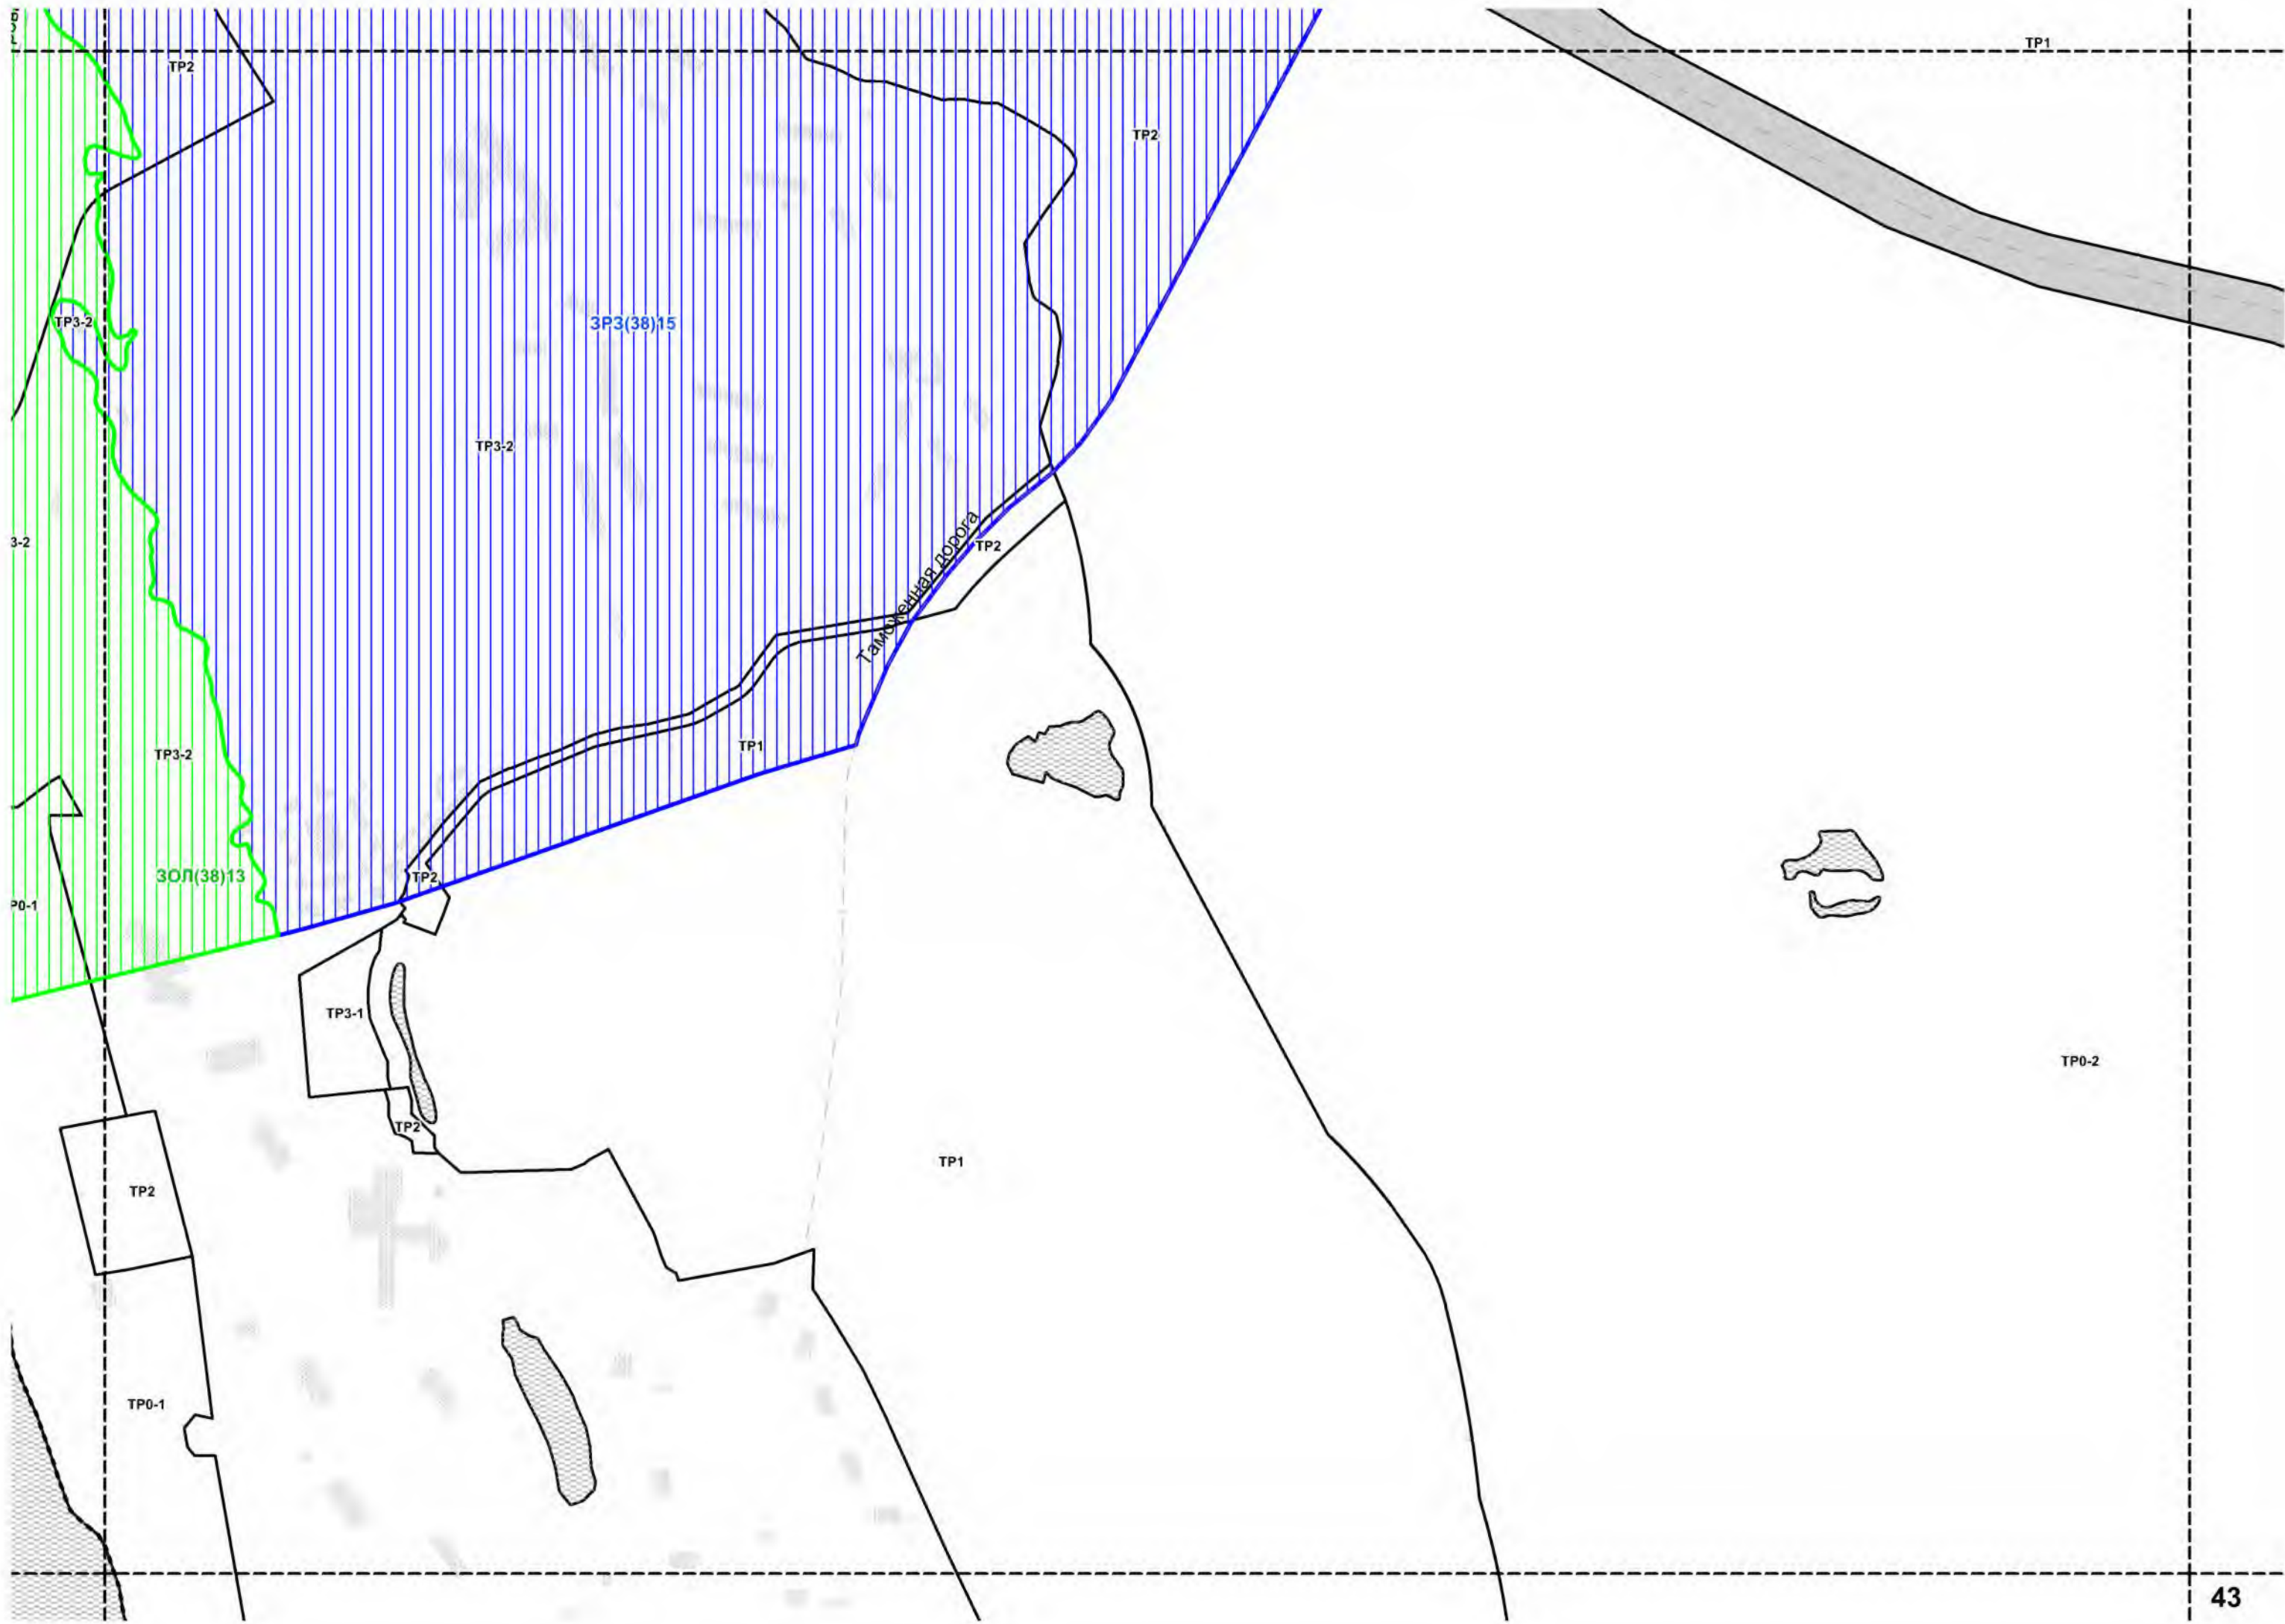 ТР1
ТР2
ТР2
ТР3-2
ЗРЗ(38)15
ТР3-2
3-2
ТР2
Таможенная дорога
ТР1
ТР3-2
ЗОЛ(38)13
ТР2
Р0-1
ТР3-1
ТР0-2
ТР2
ТР1
ТР2
ТР0-1
43